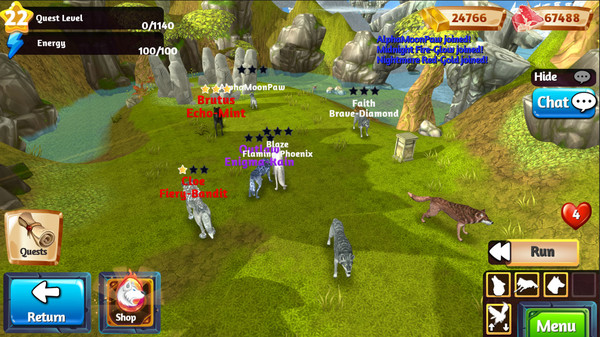 22
Quest Level
0/1140
Energy
100/100
24766
67488
AlphaMoonPaw joined!
Midnight Fire-Glow joined!
Nightmare Red-Gold joined!
Hide
Chat
AlphaMoonPaw
Brutus
Echo-Mint
Faith
Brave-Diamond
Blaze
FlamingPhoenix
Cloe
Fiery-Bandit
4
Quests
Run
Return
Shop
Menu